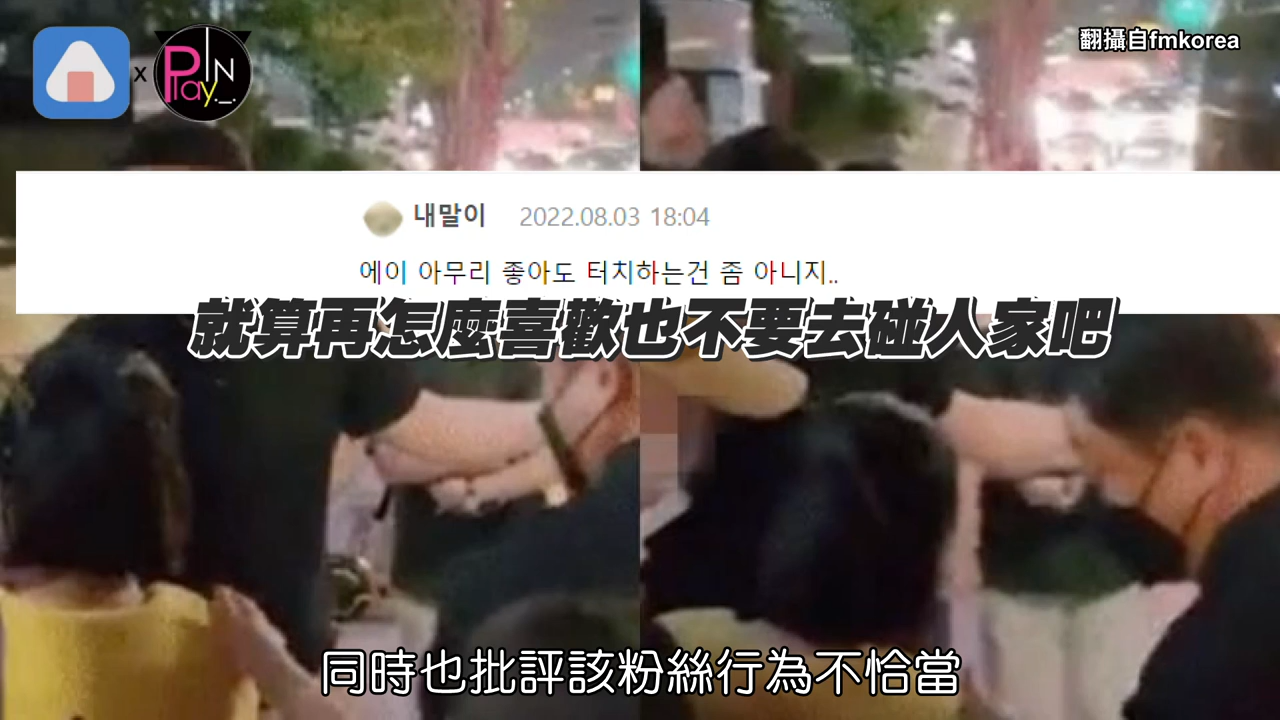 x
PlayIN._.
翻攝自fmkorea
내말이 2022.08.03 18:04
에이 아무리 좋아도 터치하는건 좀 아니지..
就算再怎麼喜歡也不要去碰人家吧
同時也批評該粉絲行為不恰當